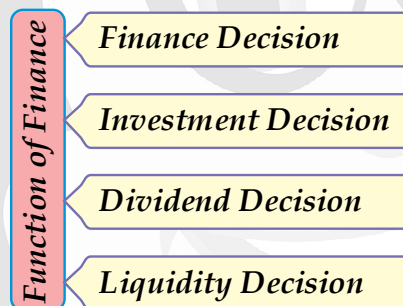 Function of Finance
Finance Decision
Investment Decision
Dividend Decision
Liquidity Decision